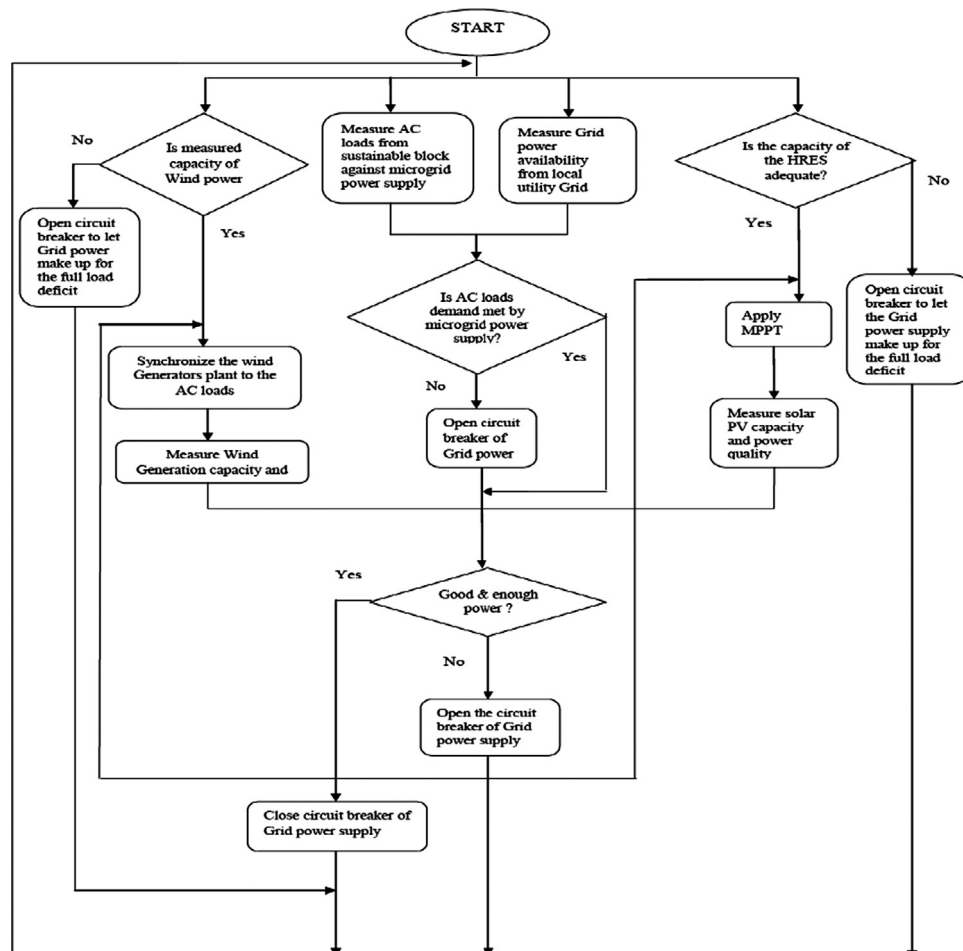 START
No
Is measured
capacity of
Wind power
Measure AC
loads from
sustainable block
against microgrid
power supply
Measure Grid
power
availability
from local
utility Grid
Is the capacity of
the HRES
adequate?
No
Open circuit
breaker to let
Grid power
make up for
the full load
deficit
Yes
Yes
Is AC loads
demand met by
microgrid power
supply?
Yes
Apply
MPPT
Open circuit
breaker to let
the Grid
power supply
make up for
the full load
deficit
Synchronize the wind
Generators plant to the
AC loads
No
Open circuit
breaker of
Grid power
Measure solar
PV capacity
and power
quality
Measure Wind
Generation capacity and
Yes
Good & enough
power ?
No
Open the circuit
breaker of Grid
power supply
Close circuit breaker of
Grid power supply